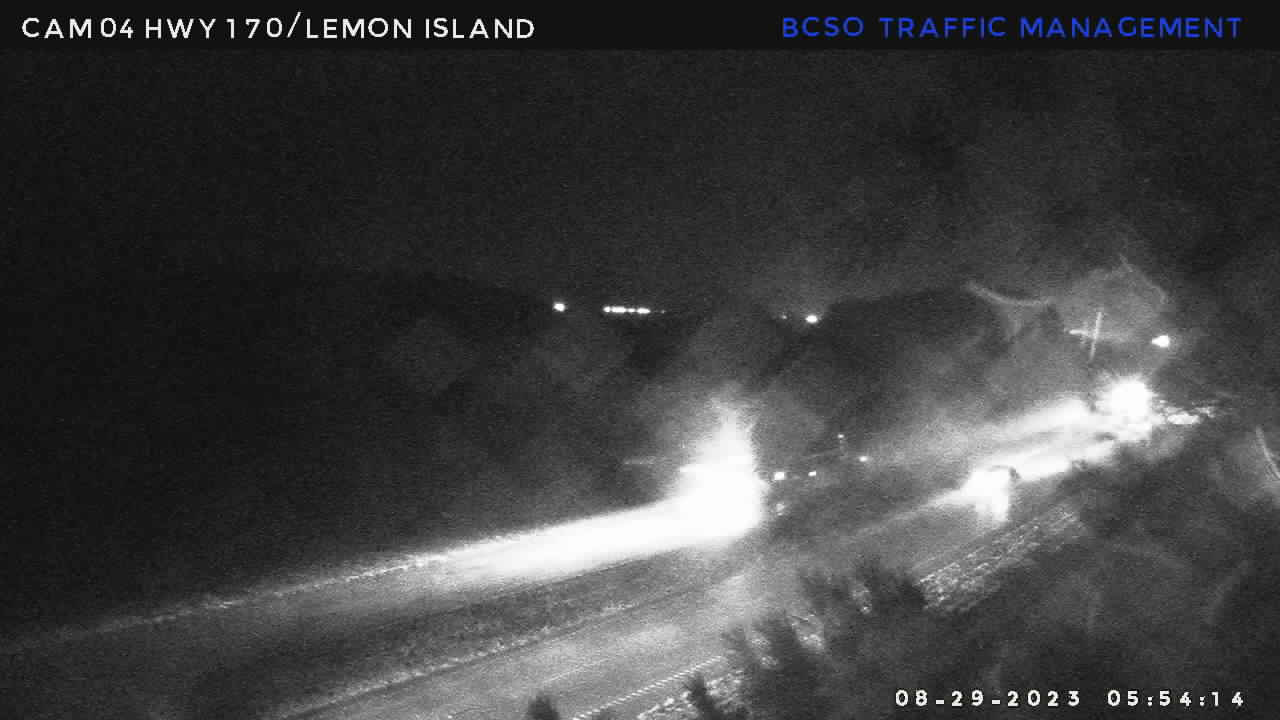 CAM04 HWY 170/LEMON ISLAND
BCSO TRAFFIC MANAGEMENT
08-29-2023 05:54:14